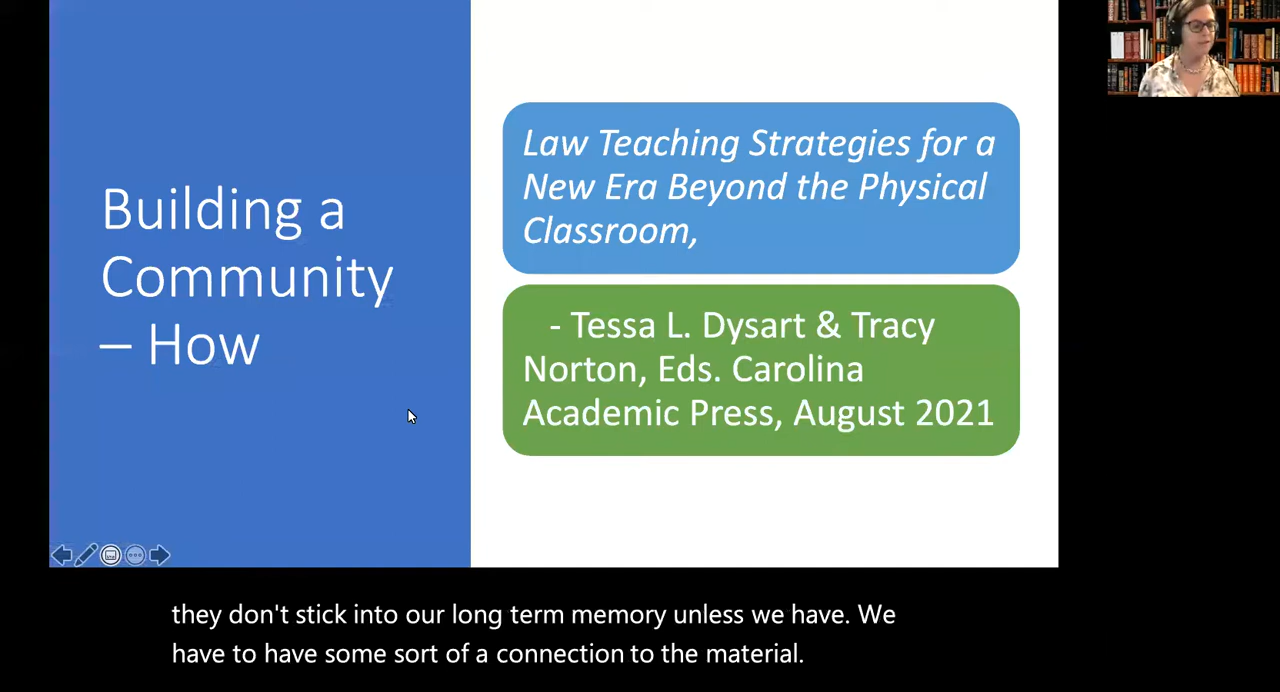 Building a
Community
– How
Law Teaching Strategies for a
New Era Beyond the Physical
Classroom,
- Tessa L. Dysart & Tracy
Norton, Eds. Carolina
Academic Press, August 2021
they don't stick into our long term memory unless we have. We
have to have some sort of a connection to the material.